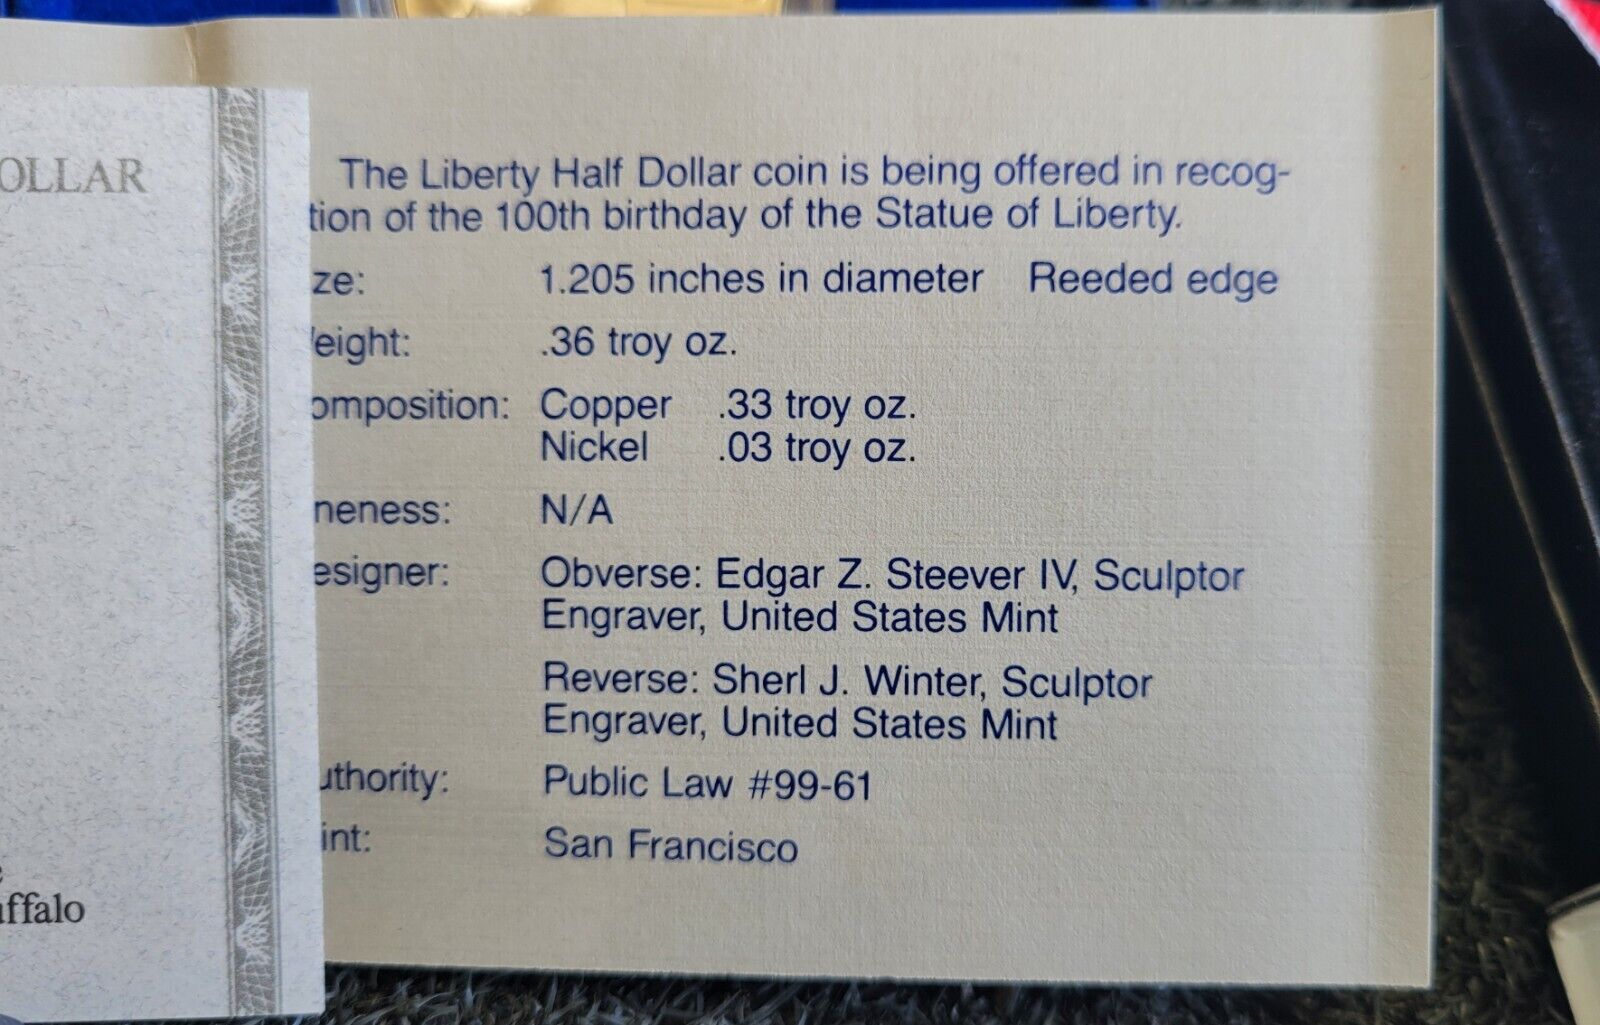 OLLAR
uffalo
The Liberty Half Dollar coin is being offered in recog-
tion of the 100th birthday of the Statue of Liberty.
ze: 1.205 inches in diameter Reeded edge
eight: .36 troy oz.
omposition: Copper .33 troy oz.
Nickel .03 troy oz.
neness: N/A
esigner: Obverse: Edgar Z. Steever IV, Sculptor
Engraver, United States Mint
Reverse: Sherl J. Winter, Sculptor
Engraver, United States Mint
uthority: Public Law #99-61
int: San Francisco